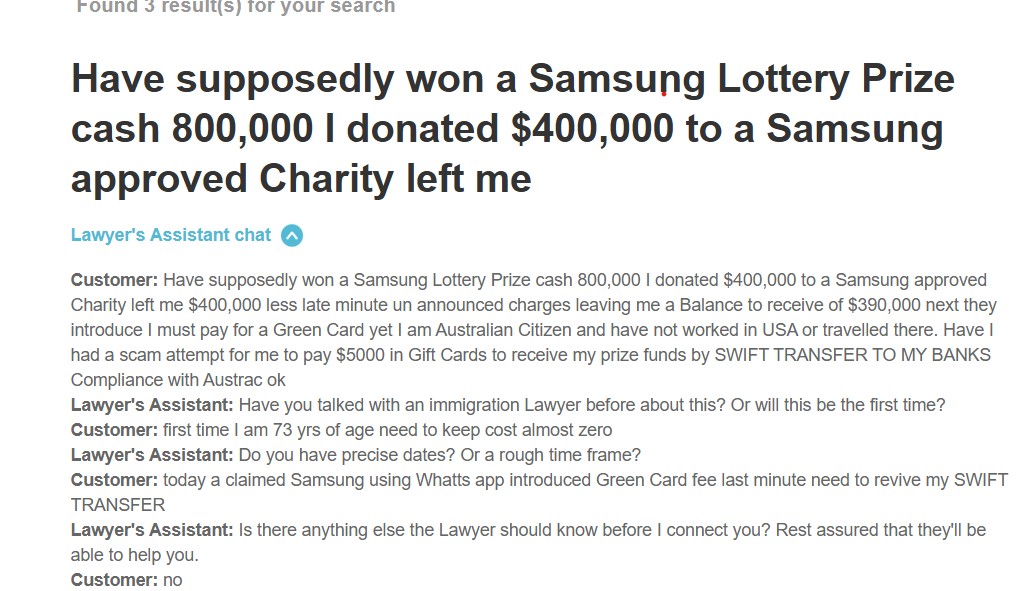 Found 3 result(s) for your search
Have supposedly won a Samsung Lottery Prize
cash 800,000 I donated $400,000 to a Samsung
approved Charity left me
Lawyer's Assistant chat
Customer: Have supposedly won a Samsung Lottery Prize cash 800,000 I donated $400,000 to a Samsung approved
Charity left me $400,000 less late minute un announced charges leaving me a Balance to receive of $390,000 next they
introduce I must pay for a Green Card yet I am Australian Citizen and have not worked in USA or travelled there. Have I
had a scam attempt for me to pay $5000 in Gift Cards to receive my prize funds by SWIFT TRANSFER TO MY BANKS
Compliance with Austrac ok
Lawyer's Assistant: Have you talked with an immigration Lawyer before about this? Or will this be the first time?
Customer: first time I am 73 yrs of age need to keep cost almost zero
Lawyer's Assistant: Do you have precise dates? Or a rough time frame?
Customer: today a claimed Samsung using Whatts app introduced Green Card fee last minute need to revive my SWIFT
TRANSFER
Lawyer's Assistant: Is there anything else the Lawyer should know before I connect you? Rest assured that they'll be
able to help you.
Customer: no